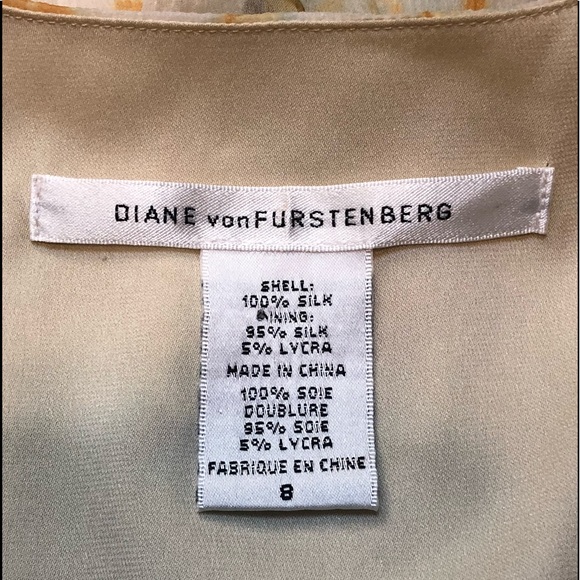 DIANE vonFURSTENBERG
SHELL:
100% SILK
LINING:
95% SILK
5% LYCRA
MADE IN CHINA
100% SOIE
DOUBLURE
95% SOIE
5% LYCRA
FABRIQUE EN CHINE
8